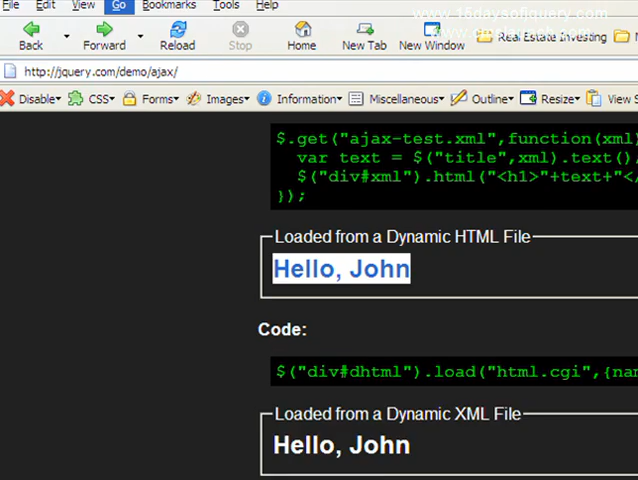 File Edit View Go Bookmarks Tools Help
www.15daysofjquery.com
Back Forward Reload Stop Home New Tab New Window Real Estate Investing
http://jquery.com/demo/ajax/
Disable CSS Forms Images Information Miscellaneous Outline Resize View
$.get("ajax-test.xml",function(xml)
var text = $("title",xml).text()
$("div#xml").html("<h1>"+text+"</
});
Loaded from a Dynamic HTML File
Hello, John
Code:
$("div#dhtml").load("html.cgi",{nam
Loaded from a Dynamic XML File
Hello, John